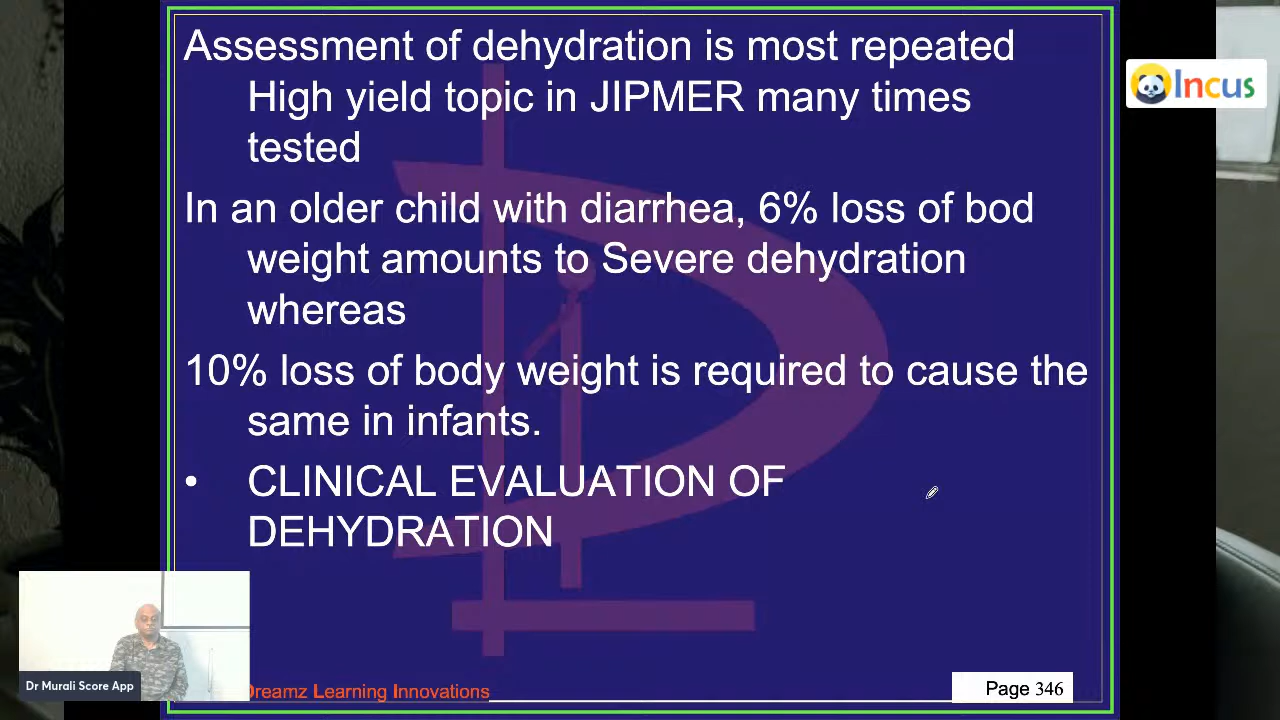 Assessment of dehydration is most repeated
High yield topic in JIPMER many times
tested
Incus
In an older child with diarrhea, 6% loss of bod
weight amounts to Severe dehydration
whereas
10% loss of body weight is required to cause the
same in infants.
• CLINICAL EVALUATION OF
DEHYDRATION
Dr Murali Score App
Dreamz Learning Innovations
Page 346